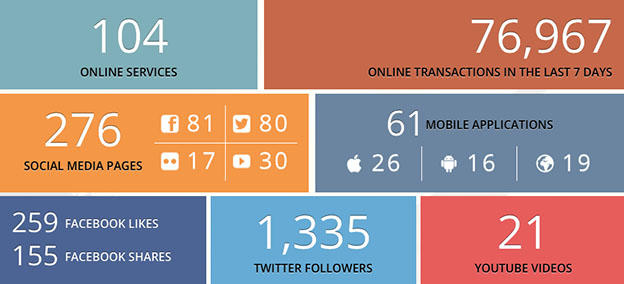 104
ONLINE SERVICES
76,967
ONLINE TRANSACTIONS IN THE LAST 7 DAYS
276
SOCIAL MEDIA PAGES
81
80
17
30
61 MOBILE APPLICATIONS
26
16
19
259 FACEBOOK LIKES
155 FACEBOOK SHARES
1,335
TWITTER FOLLOWERS
21
YOUTUBE VIDEOS